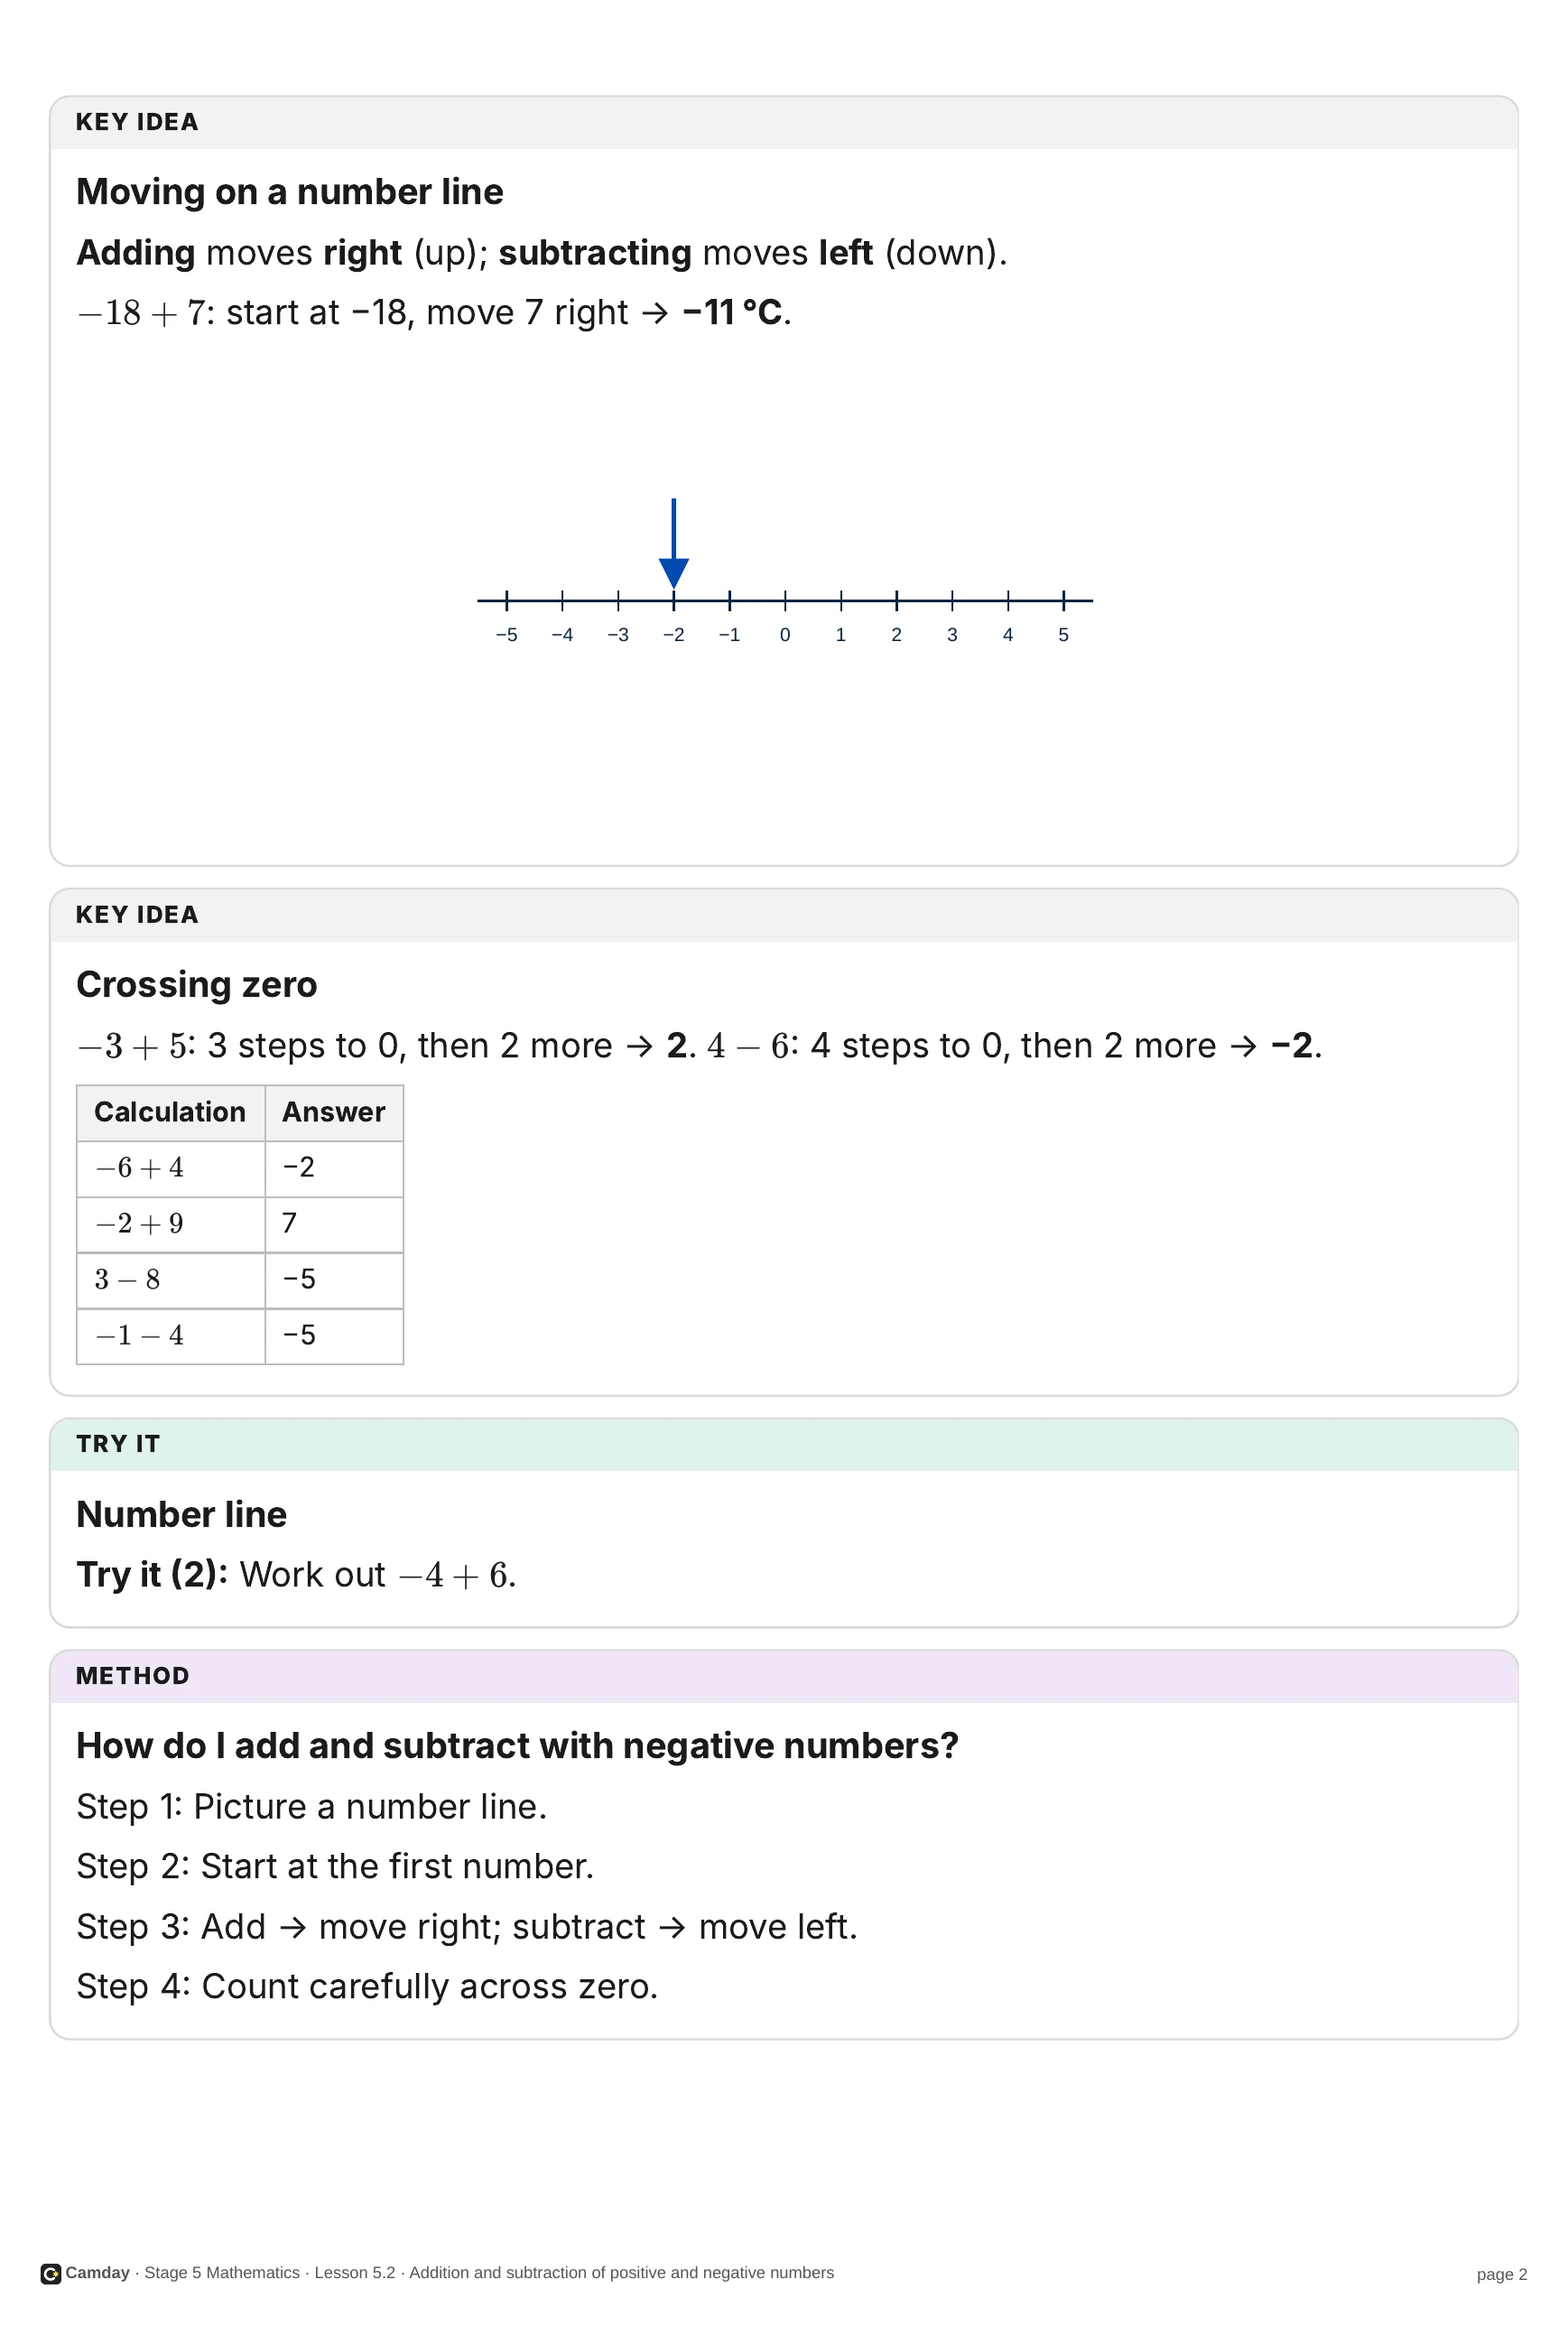 KEY IDEA
Moving on a number line
Adding moves right (up); subtracting moves left (down).
−18 + 7: start at −18, move 7 right → −11 °C.
−5 −4 −3 −2 −1 0 1 2 3 4 5
KEY IDEA
Crossing zero
−3 + 5: 3 steps to 0, then 2 more → 2. 4 − 6: 4 steps to 0, then 2 more → −2.
Calculation Answer
−6 + 4 −2
−2 + 9 7
3 − 8 −5
−1 − 4 −5
TRY IT
Number line
Try it (2): Work out −4 + 6.
METHOD
How do I add and subtract with negative numbers?
Step 1: Picture a number line.
Step 2: Start at the first number.
Step 3: Add → move right; subtract → move left.
Step 4: Count carefully across zero.
Camday · Stage 5 Mathematics · Lesson 5.2 · Addition and subtraction of positive and negative numbers page 2